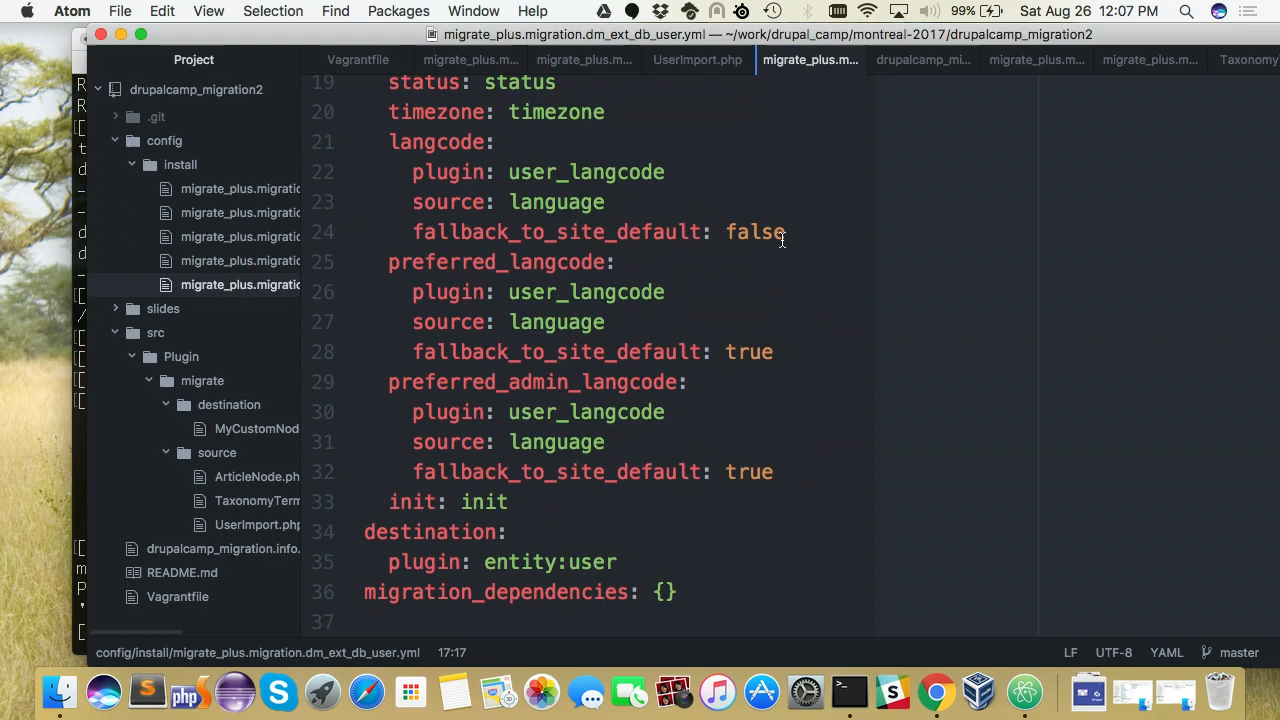 Atom File Edit View Selection Find Packages Window Help 99% Sat Aug 26 12:07 PM
migrate_plus.migration.dm_ext_db_user.yml — ~/work/drupal_camp/montreal-2017/drupalcamp_migration2
Project Vagrantfile migrate_plus.m... migrate_plus.m... UserImport.php migrate_plus.m... drupalcamp_mi... migrate_plus.m... migrate_plus.m... Taxonomy
drupalcamp_migration2
.git
config
install
migrate_plus.migratio
migrate_plus.migratio
migrate_plus.migratio
migrate_plus.migratio
migrate_plus.migratio
slides
src
Plugin
migrate
destination
MyCustomNod
source
ArticleNode.ph
TaxonomyTerm
UserImport.php
drupalcamp_migration.info.
README.md
Vagrantfile
19 status: status
20 timezone: timezone
21 langcode:
22 plugin: user_langcode
23 source: language
24 fallback_to_site_default: false
25 preferred_langcode:
26 plugin: user_langcode
27 source: language
28 fallback_to_site_default: true
29 preferred_admin_langcode:
30 plugin: user_langcode
31 source: language
32 fallback_to_site_default: true
33 init: init
34 destination:
35 plugin: entity:user
36 migration_dependencies: {}
37
config/install/migrate_plus.migration.dm_ext_db_user.yml 17:17 LF UTF-8 YAML master
php